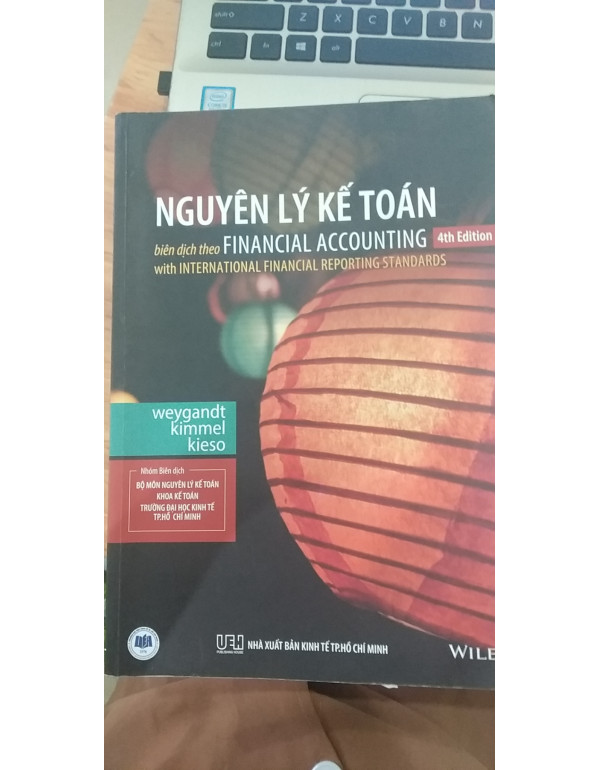 Z X C V B N
ctrl fn alt
NGUYÊN LÝ KẾ TOÁN
biên dịch theo FINANCIAL ACCOUNTING 4th Edition
with INTERNATIONAL FINANCIAL REPORTING STANDARDS
weygandt
kimmel
kieso
Nhóm Biên dịch
BỘ MÔN NGUYÊN LÝ KẾ TOÁN
KHOA KẾ TOÁN
TRƯỜNG ĐẠI HỌC KINH TẾ
TP.HỒ CHÍ MINH
UEH NHÀ XUẤT BẢN KINH TẾ TP.HỒ CHÍ MINH
WILE